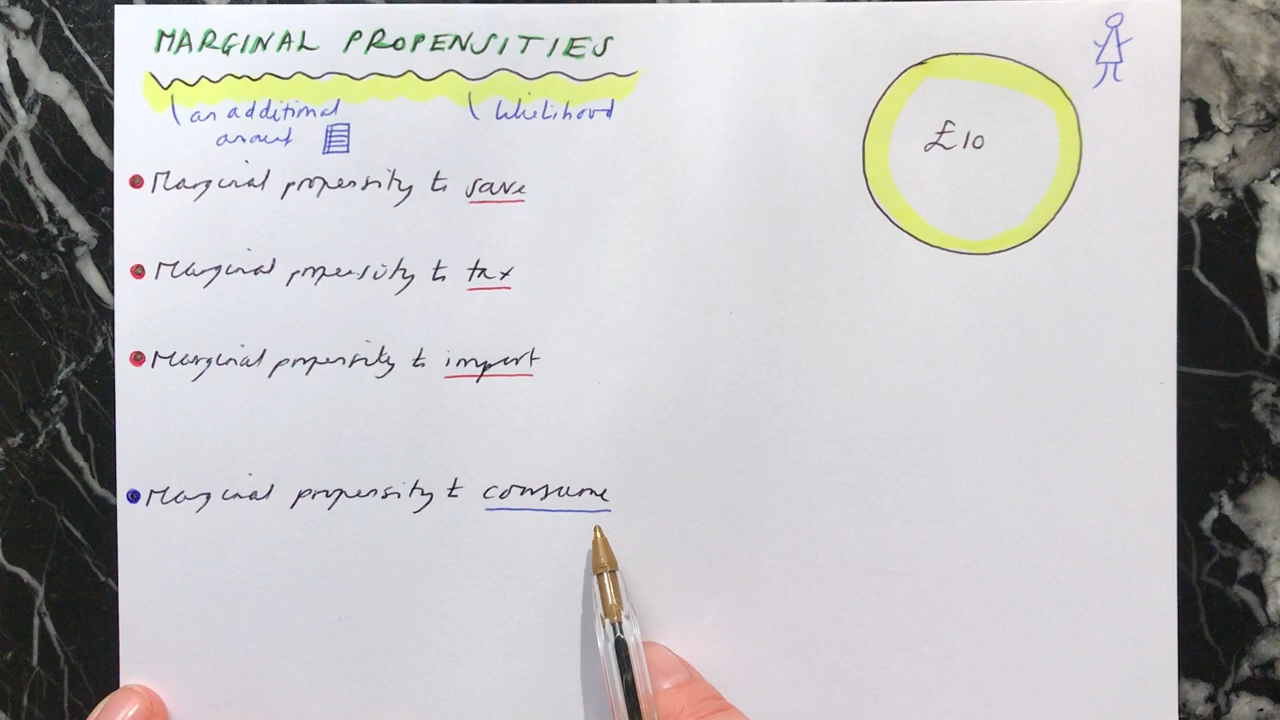 MARGINAL PROPENSITIES
an additional
amount
likelihood
£10
Marginal propensity to save
Marginal propensity to tax
Marginal propensity to import
Marginal propensity to consume